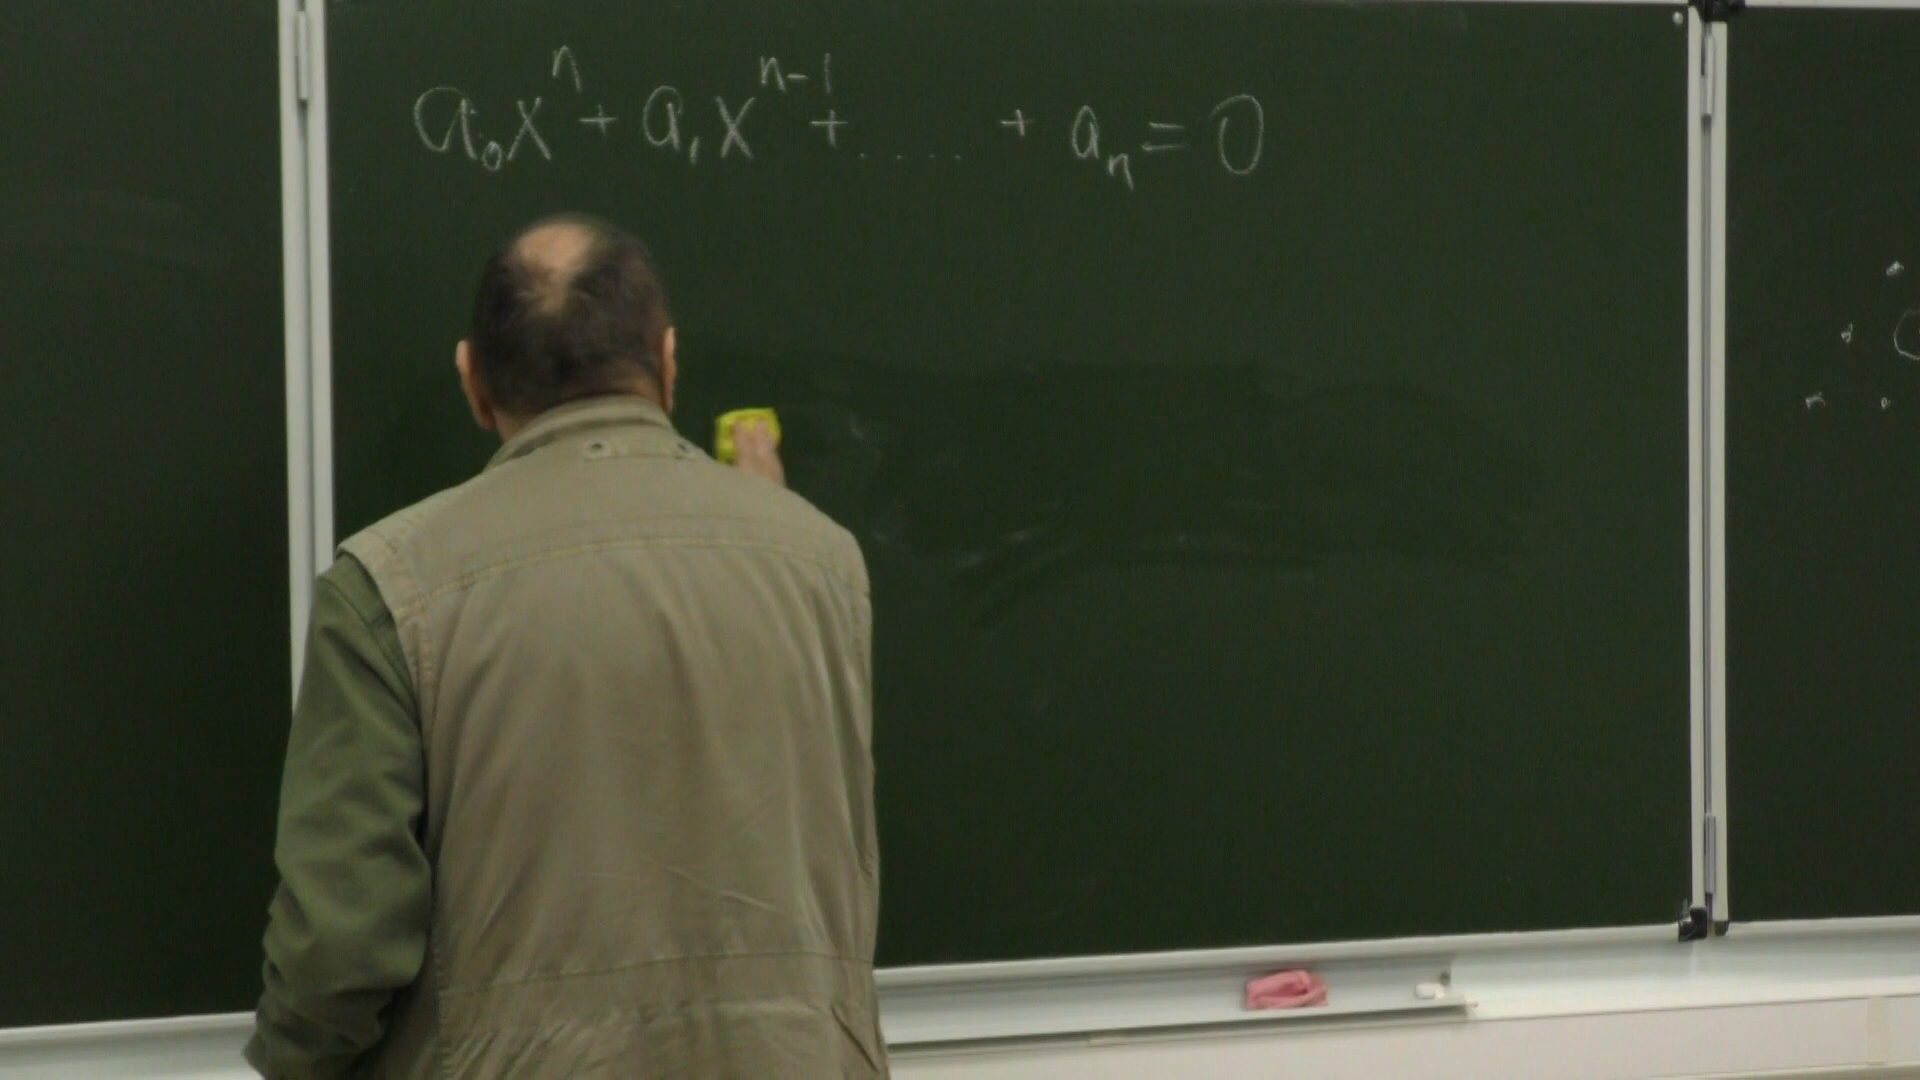 a₀xⁿ + a₁xⁿ⁻¹ + ..... + aₙ = 0